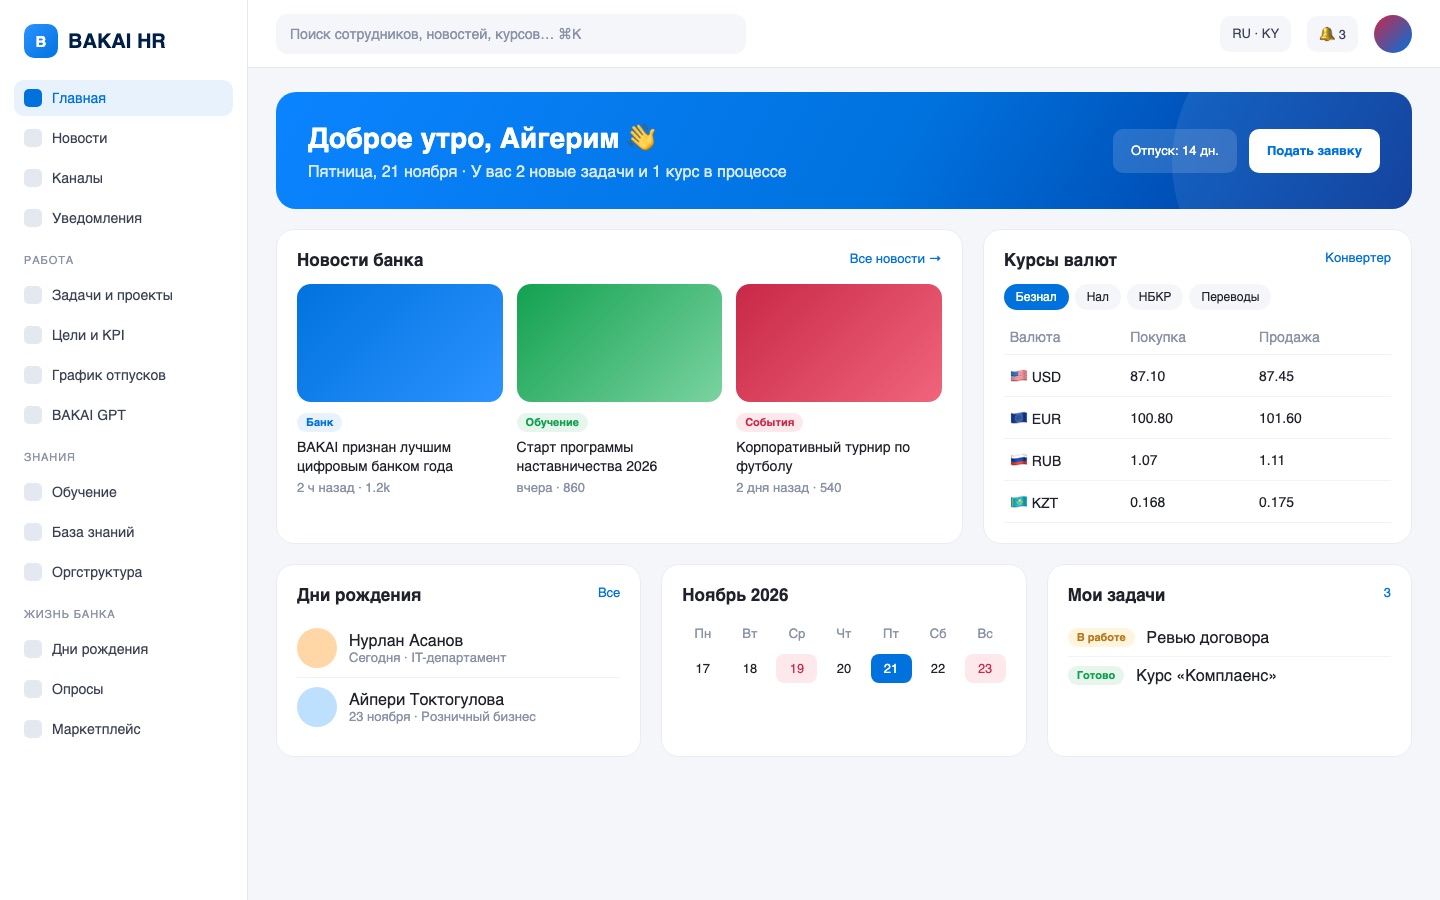 B BAKAI HR
Главная
Новости
Каналы
Уведомления
РАБОТА
Задачи и проекты
Цели и KPI
График отпусков
BAKAI GPT
ЗНАНИЯ
Обучение
База знаний
Оргструктура
ЖИЗНЬ БАНКА
Дни рождения
Опросы
Маркетплейс
Поиск сотрудников, новостей, курсов... ⌘K
RU · KY
🔔 3
Доброе утро, Айгерим 👋
Пятница, 21 ноября · У вас 2 новые задачи и 1 курс в процессе
Отпуск: 14 дн.
Подать заявку
Новости банка
Все новости →
Банк
BAKAI признан лучшим
цифровым банком года
2 ч назад · 1.2k
Обучение
Старт программы
наставничества 2026
вчера · 860
События
Корпоративный турнир по
футболу
2 дня назад · 540
Курсы валют
Конвертер
Безнал Нал НБКР Переводы
Валюта Покупка Продажа
🇺🇸 USD 87.10 87.45
🇪🇺 EUR 100.80 101.60
🇷🇺 RUB 1.07 1.11
🇰🇿 KZT 0.168 0.175
Дни рождения
Все
Нурлан Асанов
Сегодня · IT-департамент
Айпери Токтогулова
23 ноября · Розничный бизнес
Ноябрь 2026
Пн Вт Ср Чт Пт Сб Вс
17 18 19 20 21 22 23
Мои задачи
3
В работе Ревью договора
Готово Курс «Комплаенс»